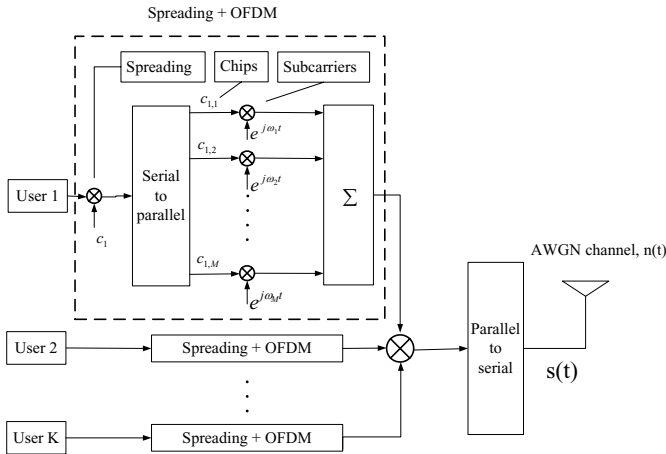 Spreading + OFDM
Spreading
Chips
Subcarriers
c₁,₁
e^{jω₁t}
c₁,₂
e^{jω₂t}
User 1
Serial to parallel
Σ
c₁
c₁,M
e^{jω_M t}
AWGN channel, n(t)
Parallel to serial
s(t)
User 2
Spreading + OFDM
User K
Spreading + OFDM